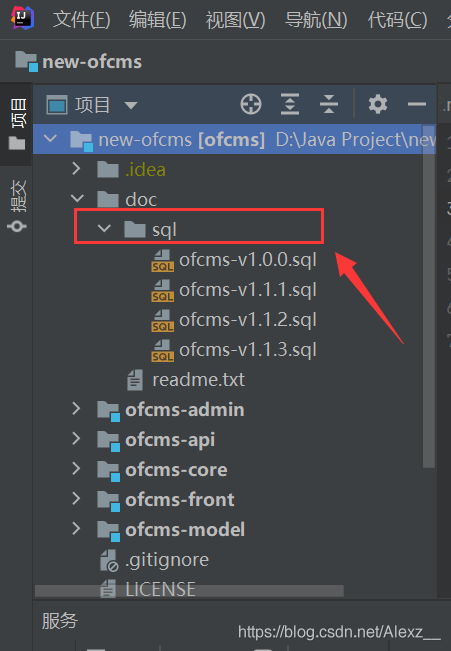 文件(F) 编辑(E) 视图(V) 导航(N) 代码(C)
new-ofcms
项目
提交
项目
new-ofcms [ofcms] D:\Java Project\new
.idea
doc
sql
ofcms-v1.0.0.sql
ofcms-v1.1.1.sql
ofcms-v1.1.2.sql
ofcms-v1.1.3.sql
readme.txt
ofcms-admin
ofcms-api
ofcms-core
ofcms-front
ofcms-model
.gitignore
LICENSE
服务
https://blog.csdn.net/Alexz__